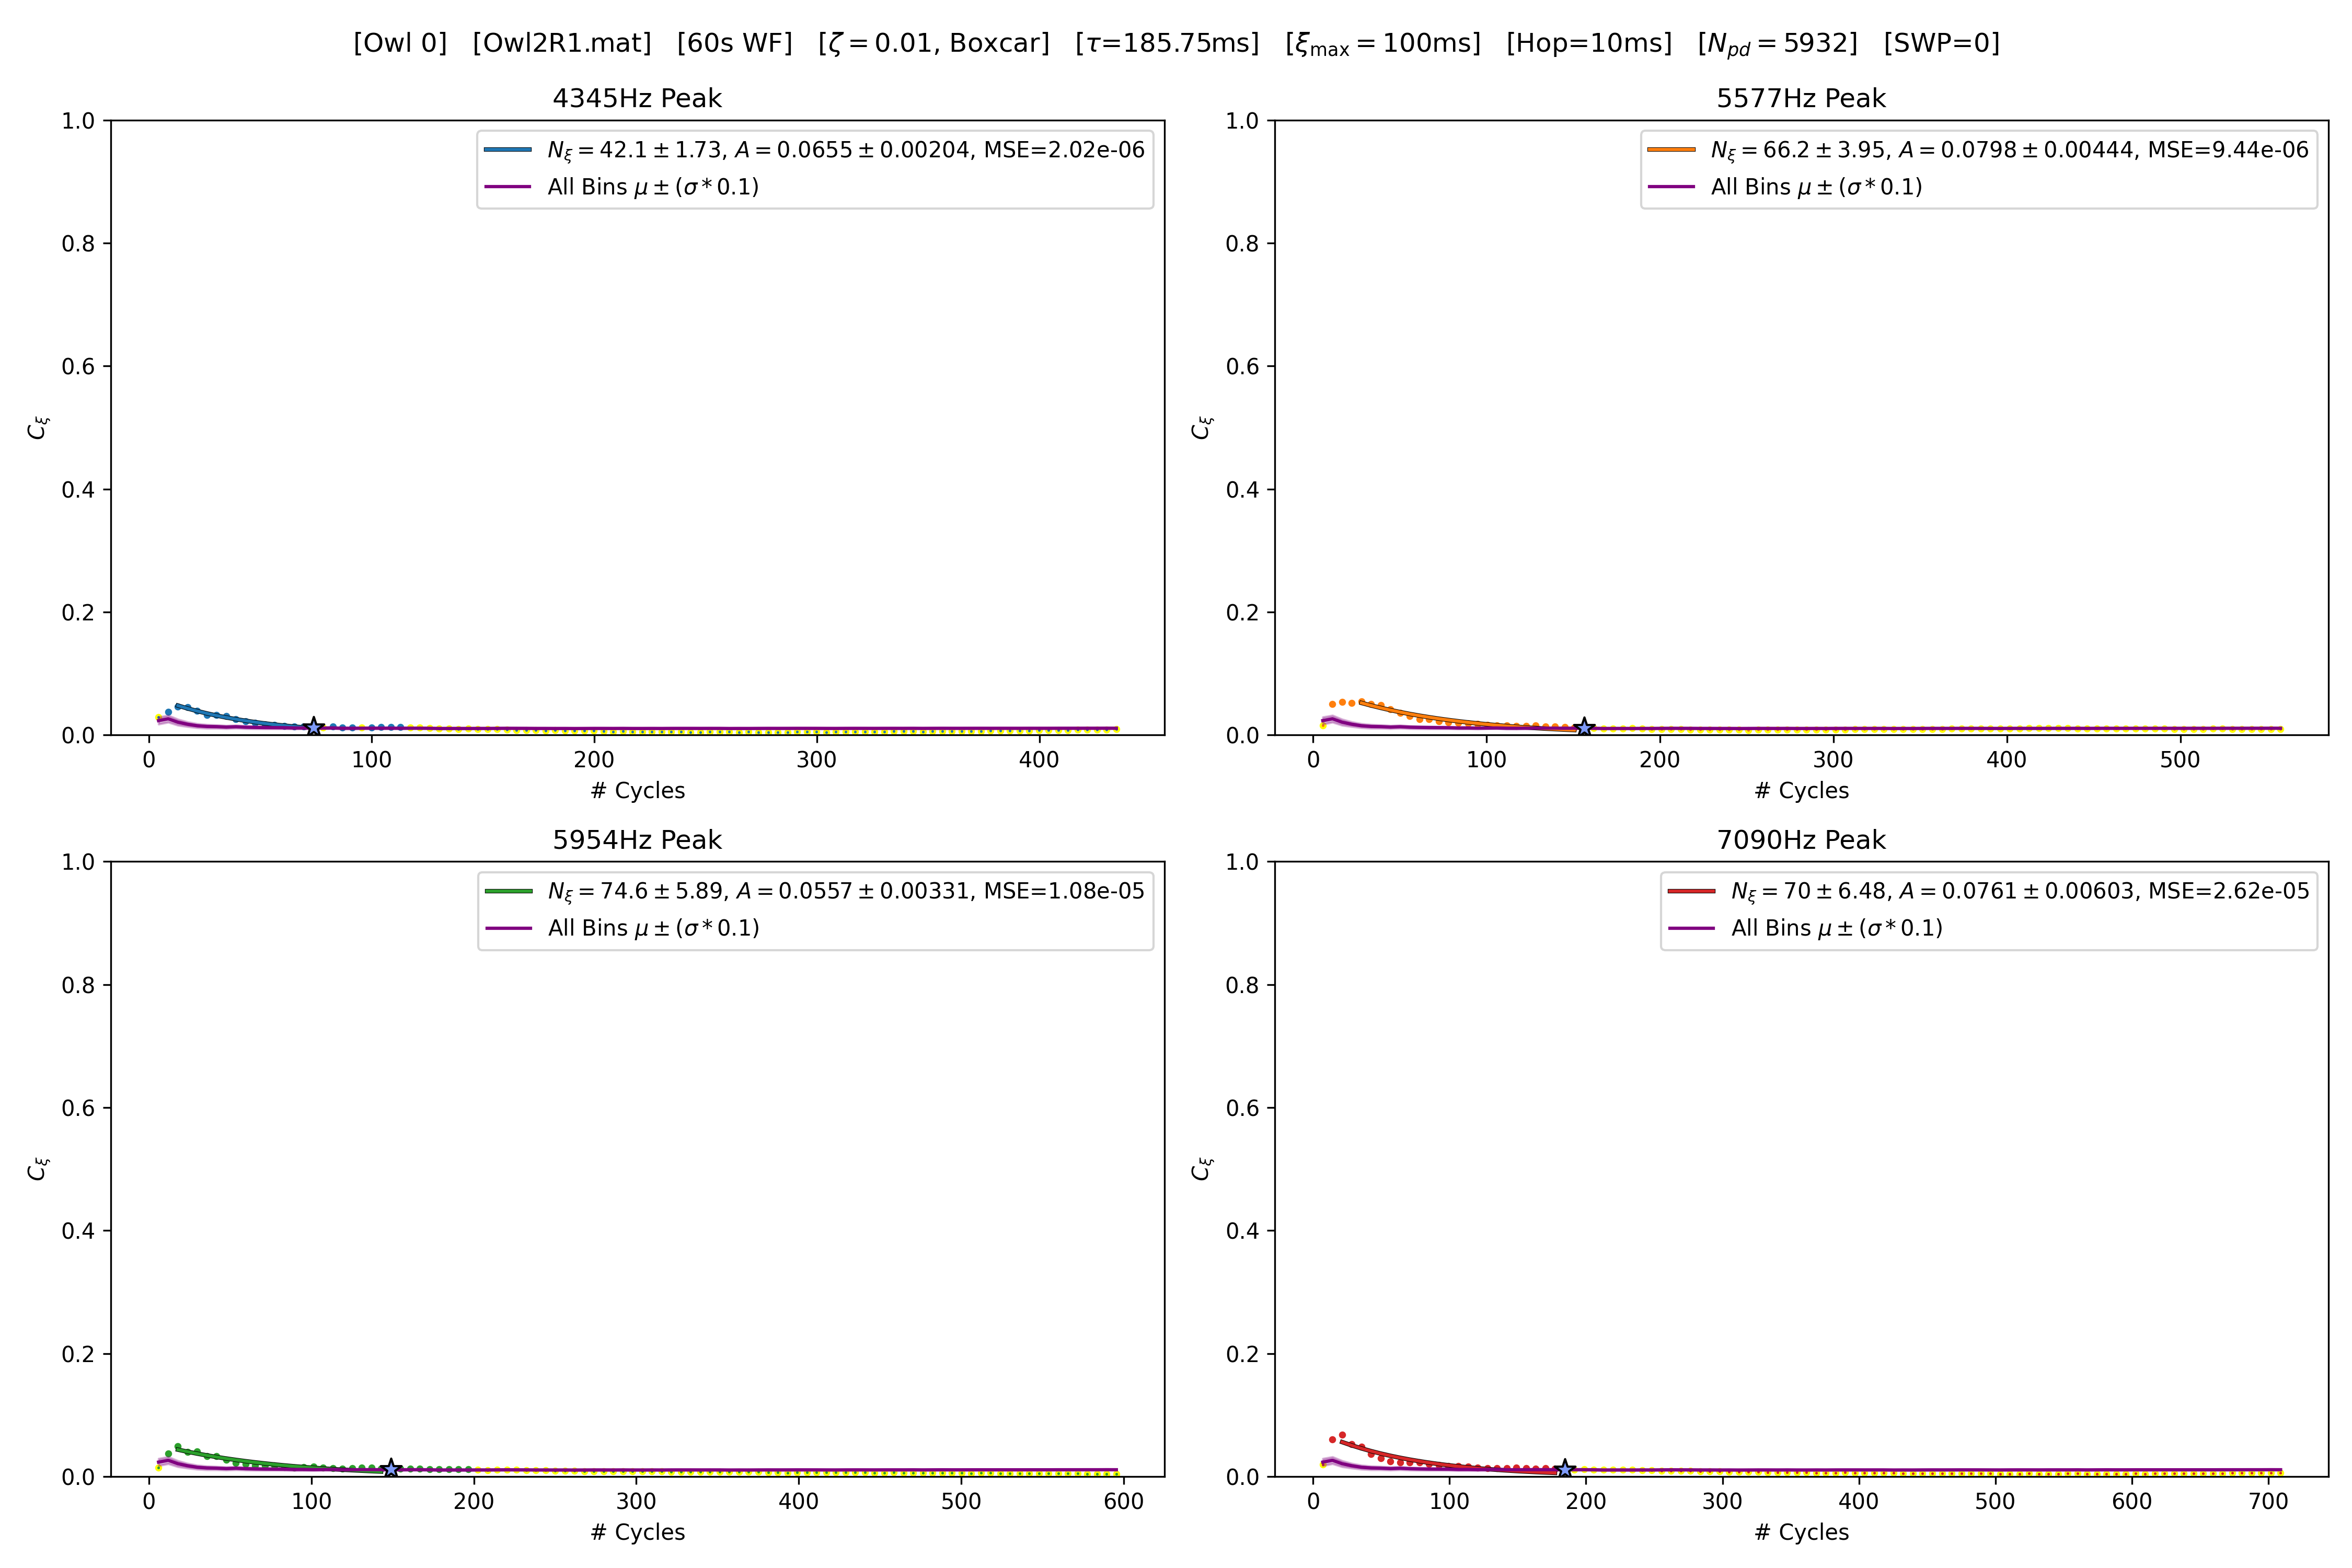 [Owl 0] [Owl2R1.mat] [60s WF] [ζ = 0.01, Boxcar] [τ=185.75ms] [ξmax = 100ms] [Hop=10ms] [Npd = 5932] [SWP=0]
4345Hz Peak
Nξ = 42.1 ± 1.73, A = 0.0655 ± 0.00204, MSE=2.02e-06
All Bins μ ± (σ * 0.1)
1.0
0.8
0.6
0.4
0.2
0.0
Cξ
0 100 200 300 400
# Cycles
5577Hz Peak
Nξ = 66.2 ± 3.95, A = 0.0798 ± 0.00444, MSE=9.44e-06
All Bins μ ± (σ * 0.1)
1.0
0.8
0.6
0.4
0.2
0.0
Cξ
0 100 200 300 400 500
# Cycles
5954Hz Peak
Nξ = 74.6 ± 5.89, A = 0.0557 ± 0.00331, MSE=1.08e-05
All Bins μ ± (σ * 0.1)
1.0
0.8
0.6
0.4
0.2
0.0
Cξ
0 100 200 300 400 500 600
# Cycles
7090Hz Peak
Nξ = 70 ± 6.48, A = 0.0761 ± 0.00603, MSE=2.62e-05
All Bins μ ± (σ * 0.1)
1.0
0.8
0.6
0.4
0.2
0.0
Cξ
0 100 200 300 400 500 600 700
# Cycles